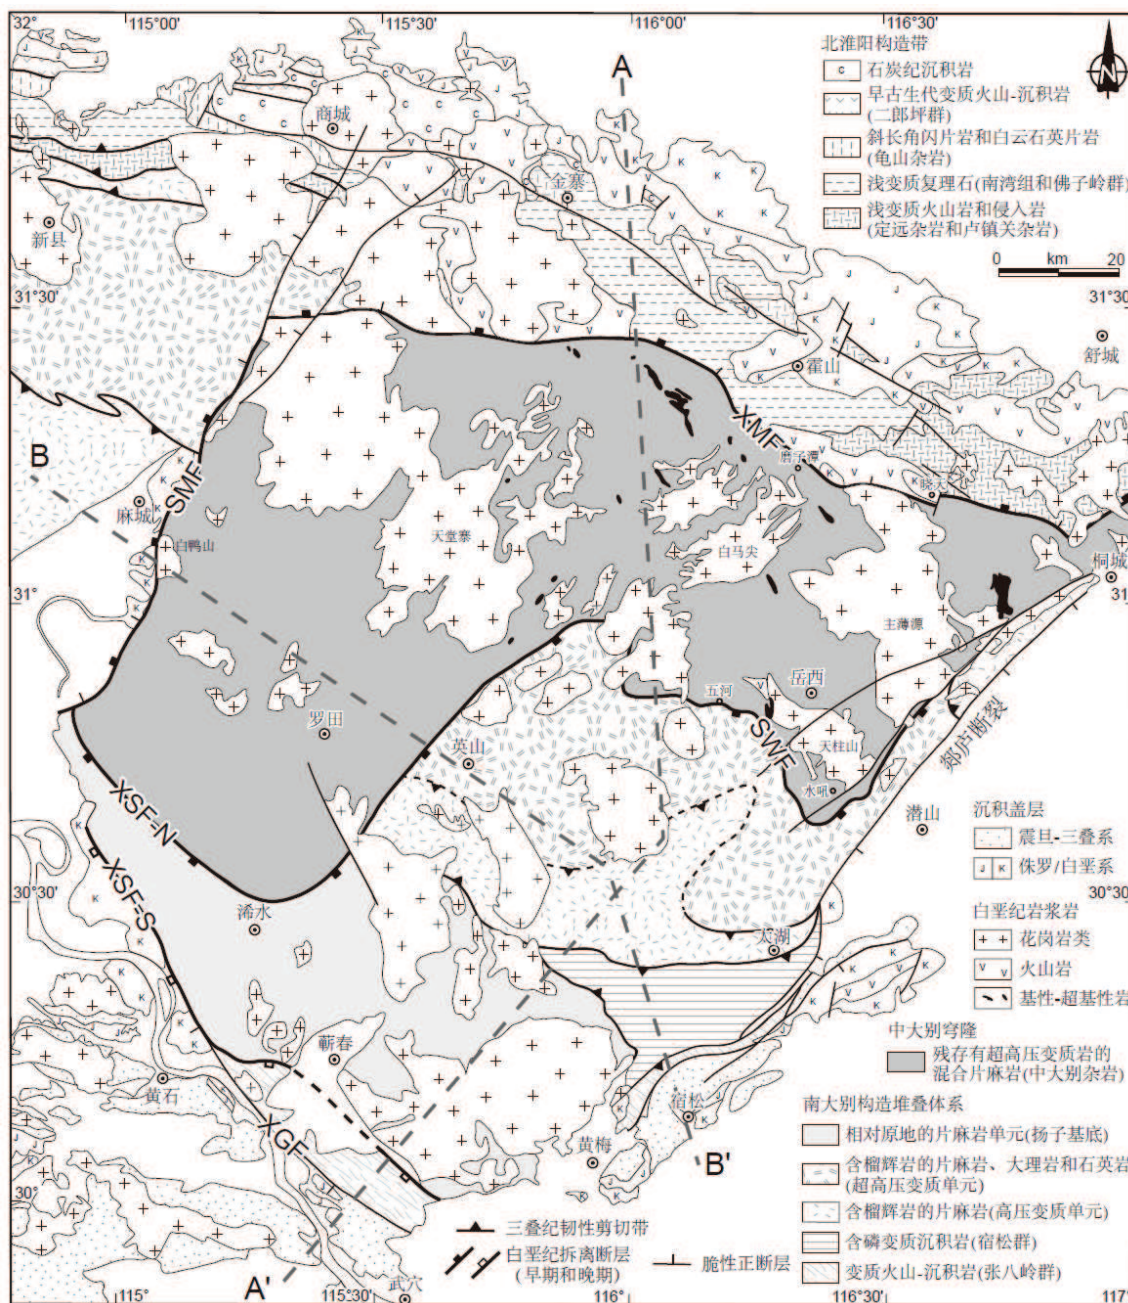 32°
115°00'
115°30'
116°00'
116°30'
A
N
北淮阳构造带
石炭纪沉积岩
早古生代变质火山-沉积岩
(二郎坪群)
斜长角闪片岩和白云石英片岩
(龟山杂岩)
浅变质复理石(南湾组和佛子岭群)
浅变质火山岩和侵入岩
(定远杂岩和卢镇关杂岩)
0 km 20
商城
金寨
新县
31°30'
31°30'
舒城
霍山
XMF
磨子潭
晓天
B
SMF
麻城
白鸭山
天堂寨
白马尖
桐城
31°
31°
主薄源
罗田
英山
五河
岳西
SWF
天柱山
水吼
郯庐断裂
潜山
XSF-N
XSF-S
30°30'
30°30'
浠水
太湖
沉积盖层
震旦-三叠系
J K 侏罗/白垩系
白垩纪岩浆岩
花岗岩类
火山岩
基性-超基性岩
中大别穹隆
残存有超高压变质岩的
混合片麻岩(中大别杂岩)
南大别构造堆叠体系
相对原地的片麻岩单元(扬子基底)
含榴辉岩的片麻岩、大理岩和石英岩
(超高压变质单元)
含榴辉岩的片麻岩(高压变质单元)
含磷变质沉积岩(宿松群)
变质火山-沉积岩(张八岭群)
蕲春
黄石
宿松
XGF
黄梅
B'
30°
三叠纪韧性剪切带
白垩纪拆离断层
(早期和晚期)
脆性正断层
A'
武穴
115°
115°30'
116°
116°30'
117°